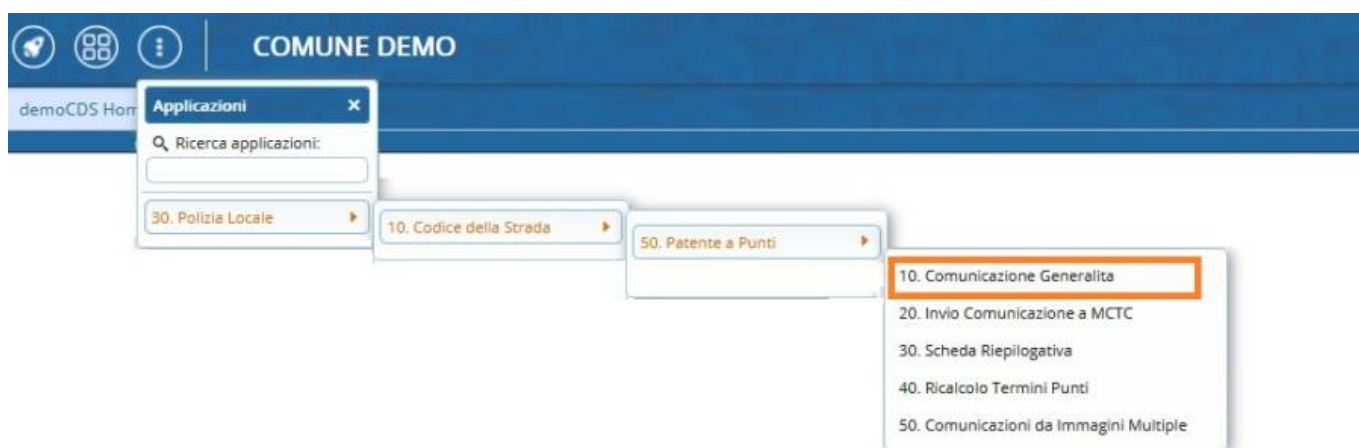 COMUNE DEMO
demoCDS Hom
Applicazioni
Ricerca applicazioni:
30. Polizia Locale
10. Codice della Strada
50. Patente a Punti
10. Comunicazione Generalita
20. Invio Comunicazione a MCTC
30. Scheda Riepilogativa
40. Ricalcolo Termini Punti
50. Comunicazioni da Immagini Multiple